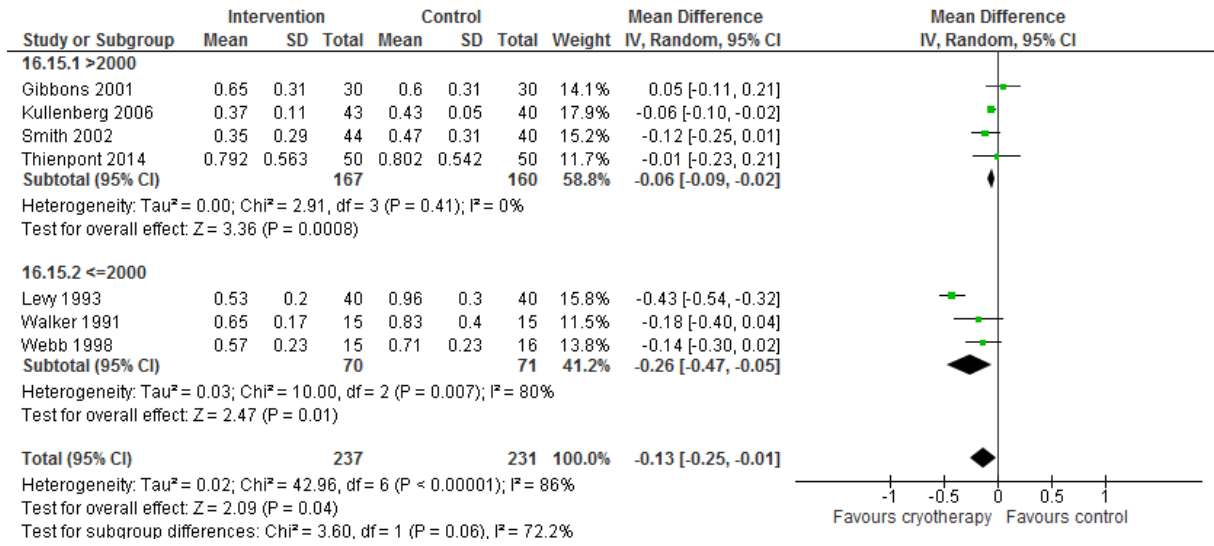 Intervention Control Mean Difference Mean Difference
Study or Subgroup Mean SD Total Mean SD Total Weight IV, Random, 95% CI IV, Random, 95% CI
16.15.1 >2000
Gibbons 2001 0.65 0.31 30 0.6 0.31 30 14.1% 0.05 [-0.11, 0.21]
Kullenberg 2006 0.37 0.11 43 0.43 0.05 40 17.9% -0.06 [-0.10, -0.02]
Smith 2002 0.35 0.29 44 0.47 0.31 40 15.2% -0.12 [-0.25, 0.01]
Thienpont 2014 0.792 0.563 50 0.802 0.542 50 11.7% -0.01 [-0.23, 0.21]
Subtotal (95% CI) 167 160 58.8% -0.06 [-0.09, -0.02]
Heterogeneity: Tau² = 0.00; Chi² = 2.91, df = 3 (P = 0.41); I² = 0%
Test for overall effect: Z = 3.36 (P = 0.0008)
16.15.2 <=2000
Levy 1993 0.53 0.2 40 0.96 0.3 40 15.8% -0.43 [-0.54, -0.32]
Walker 1991 0.65 0.17 15 0.83 0.4 15 11.5% -0.18 [-0.40, 0.04]
Webb 1998 0.57 0.23 15 0.71 0.23 16 13.8% -0.14 [-0.30, 0.02]
Subtotal (95% CI) 70 71 41.2% -0.26 [-0.47, -0.05]
Heterogeneity: Tau² = 0.03; Chi² = 10.00, df = 2 (P = 0.007); I² = 80%
Test for overall effect: Z = 2.47 (P = 0.01)
Total (95% CI) 237 231 100.0% -0.13 [-0.25, -0.01]
Heterogeneity: Tau² = 0.02; Chi² = 42.96, df = 6 (P < 0.00001); I² = 86%
Test for overall effect: Z = 2.09 (P = 0.04)
Test for subgroup differences: Chi² = 3.60, df = 1 (P = 0.06), I² = 72.2%
-1 -0.5 0 0.5 1
Favours cryotherapy Favours control